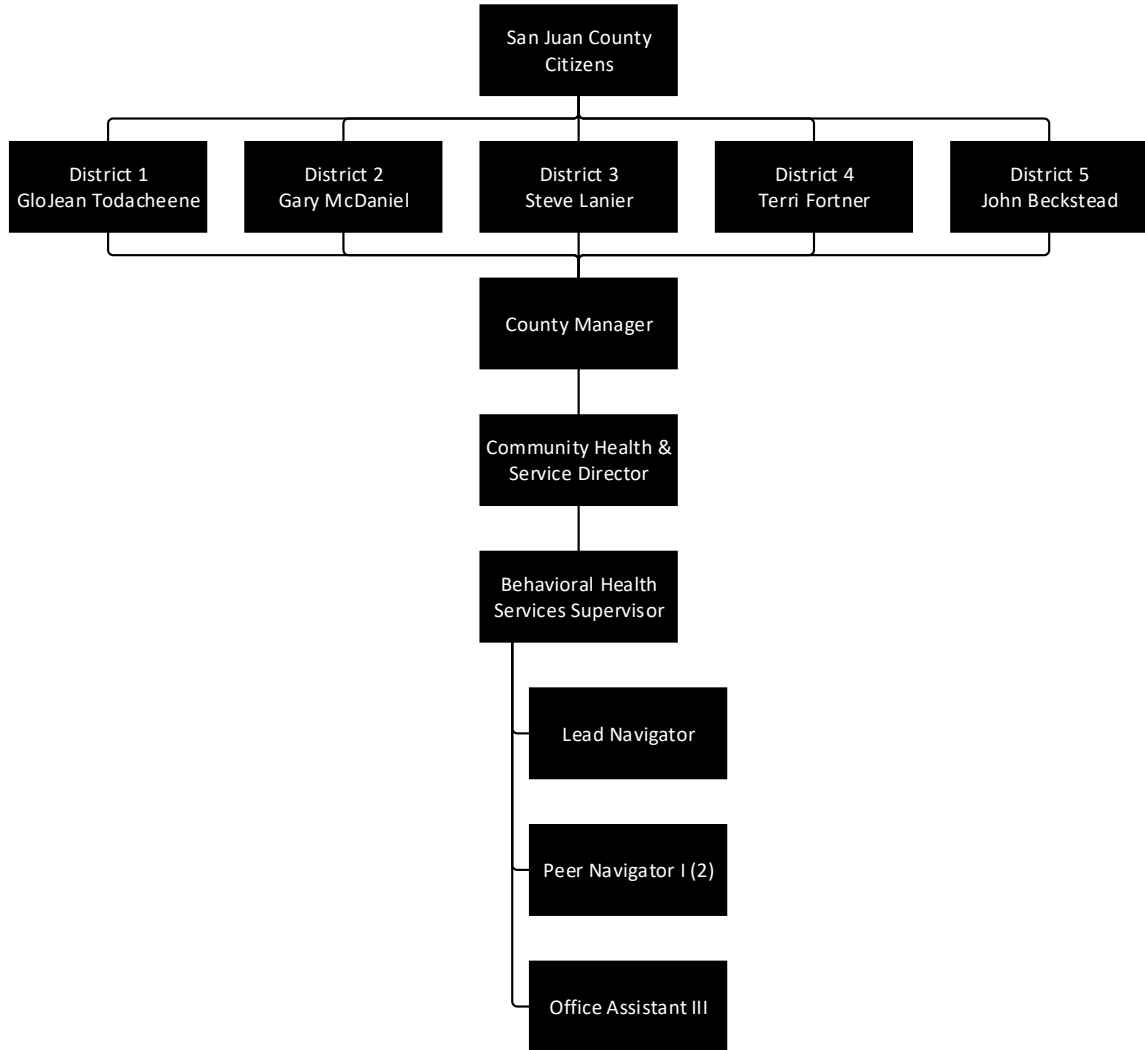 San Juan County
Citizens
District 1
GloJean Todacheene
District 2
Gary McDaniel
District 3
Steve Lanier
District 4
Terri Fortner
District 5
John Beckstead
County Manager
Community Health &
Service Director
Behavioral Health
Services Supervisor
Lead Navigator
Peer Navigator I (2)
Office Assistant III